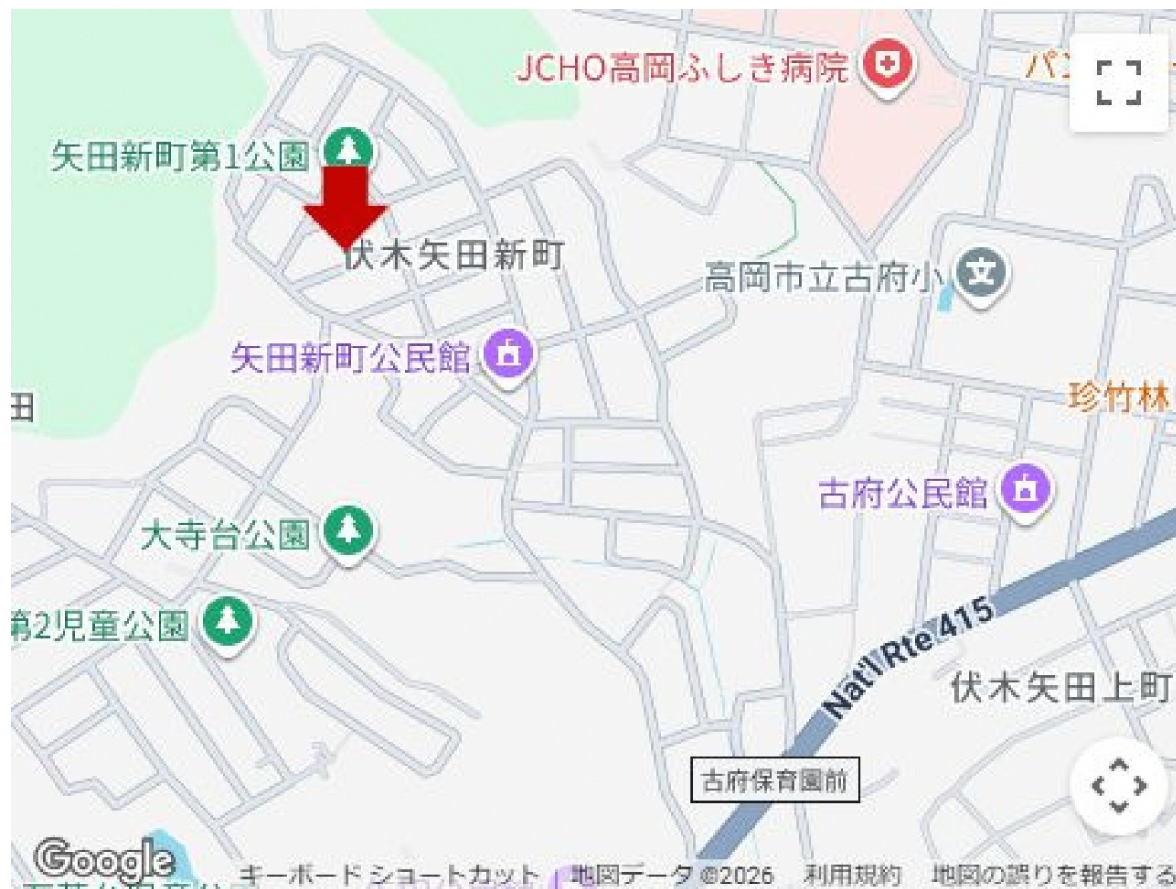 JCHO高岡ふしき病院
矢田新町第1公園
伏木矢田新町
高岡市立古府小
矢田新町公民館
田
珍竹林
古府公民館
大寺台公園
第2児童公園
Nat'l Rte 415
伏木矢田上町
古府保育園前
Google
キーボード ショートカット
地図データ ©2026
利用規約
地図の誤りを報告する